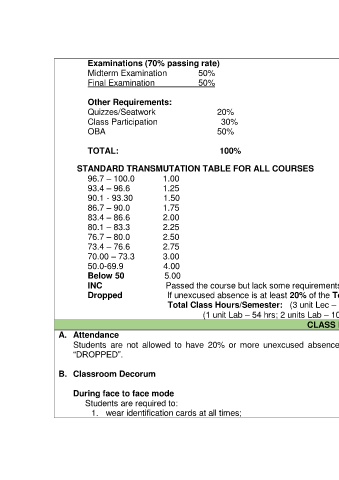 Examinations (70% passing rate)
Midterm Examination 50%
Final Examination 50%
Other Requirements:
Quizzes/Seatwork 20%
Class Participation 30%
OBA 50%
TOTAL: 100%
STANDARD TRANSMUTATION TABLE FOR ALL COURSES
96.7 – 100.0 1.00
93.4 – 96.6 1.25
90.1 - 93.30 1.50
86.7 – 90.0 1.75
83.4 – 86.6 2.00
80.1 – 83.3 2.25
76.7 – 80.0 2.50
73.4 – 76.6 2.75
70.00 – 73.3 3.00
50.0-69.9 4.00
Below 50 5.00
INC Passed the course but lack some requirements
Dropped If unexcused absence is at least 20% of the
Total Class Hours/Semester: (3 unit Lec –
(1 unit Lab – 54 hrs; 2 units Lab – 10
CLASS
A. Attendance
Students are not allowed to have 20% or more unexcused absence
“DROPPED”.
B. Classroom Decorum
During face to face mode
Students are required to:
1. wear identification cards at all times;